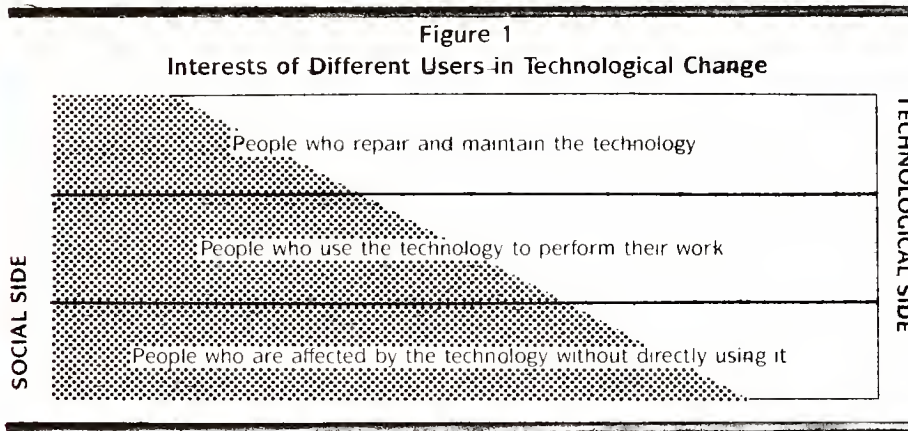 Figure 1
Interests of Different Users in Technological Change
People who repair and maintain the technology
People who use the technology to perform their work
People who are affected by the technology without directly using it
SOCIAL SIDE
TECHNOLOGICAL SIDE